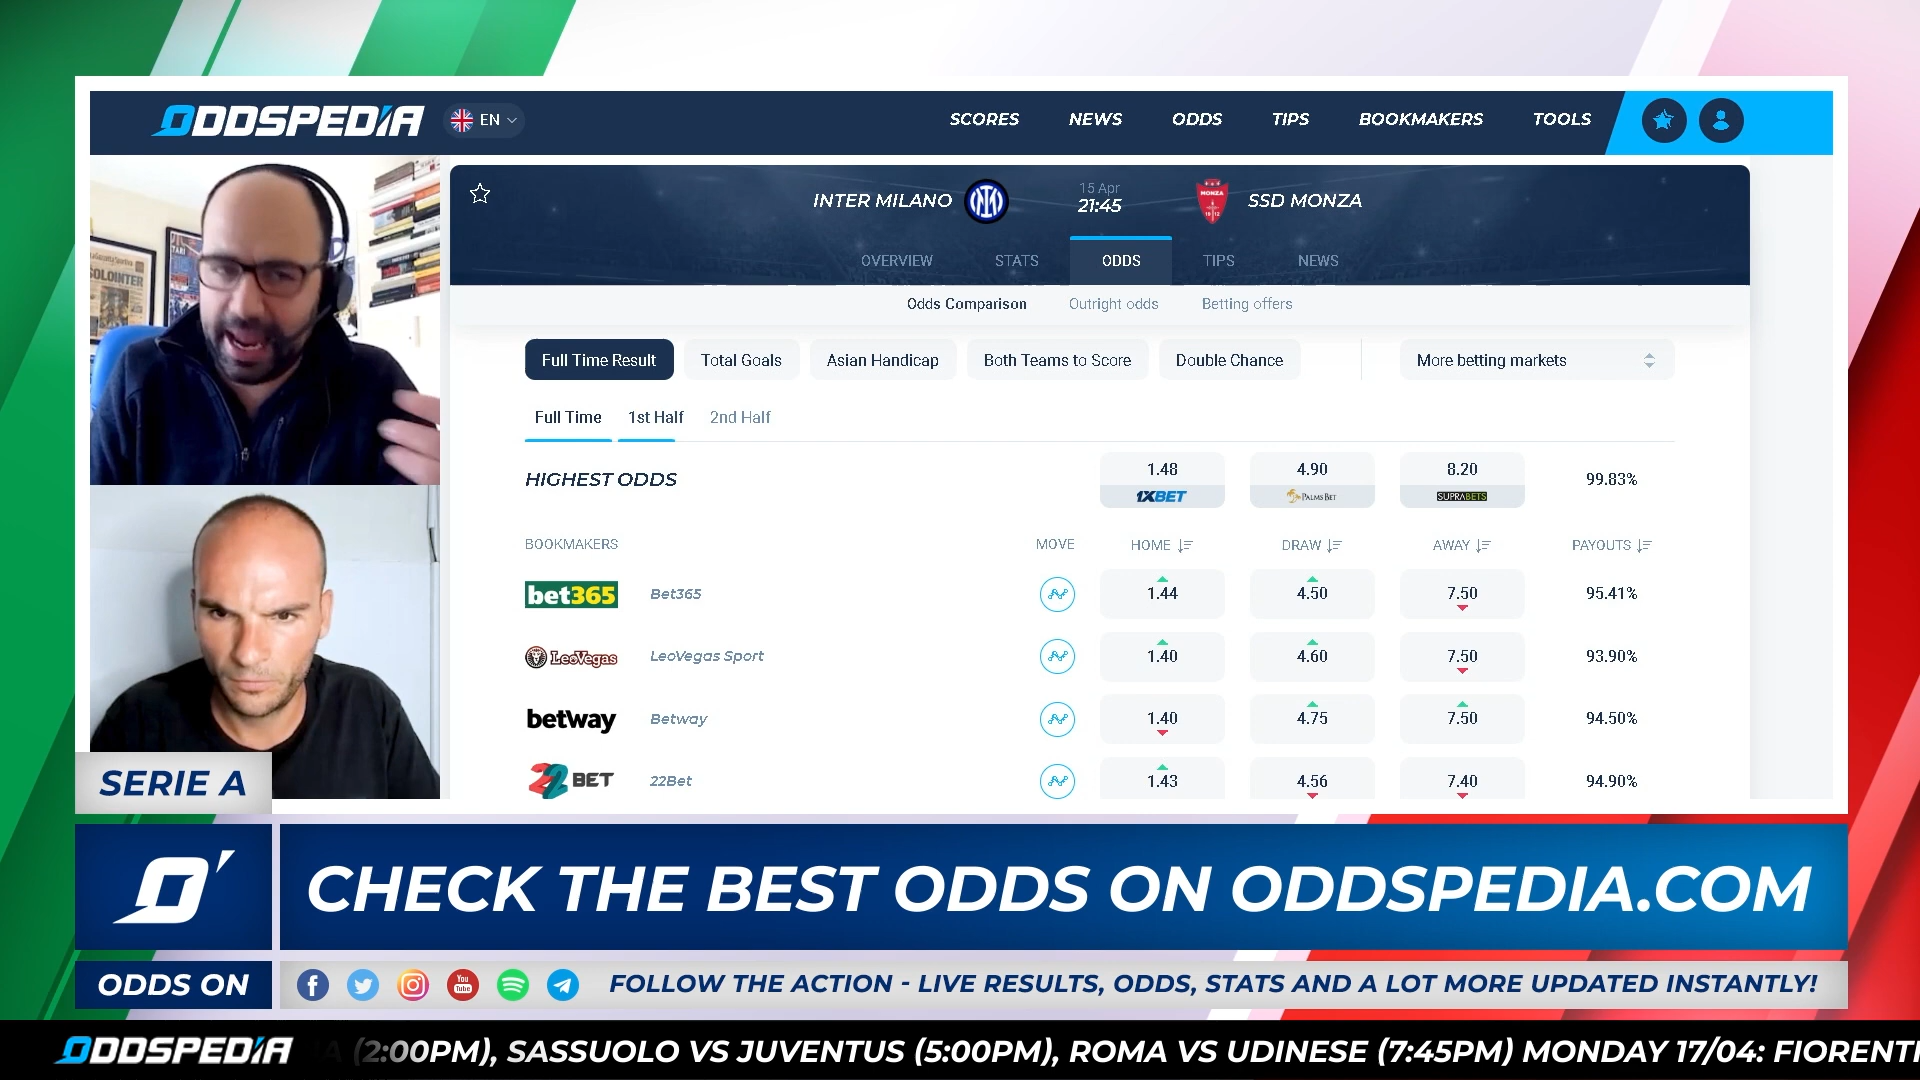 ODDSPEDIA
EN
SCORES NEWS ODDS TIPS BOOKMAKERS TOOLS
INTER MILANO
15 Apr
21:45
MONZA
1912
SSD MONZA
OVERVIEW STATS ODDS TIPS NEWS
Odds Comparison Outright odds Betting offers
SOLOINTER
Full Time Result Total Goals Asian Handicap Both Teams to Score Double Chance More betting markets
Full Time 1st Half 2nd Half
HIGHEST ODDS 1.48 4.90 8.20 99.83%
1XBET PALMS BET SUPRABETS
BOOKMAKERS MOVE HOME DRAW AWAY PAYOUTS
bet365 Bet365 1.44 4.50 7.50 95.41%
LeoVegas LeoVegas Sport 1.40 4.60 7.50 93.90%
betway Betway 1.40 4.75 7.50 94.50%
22BET 22Bet 1.43 4.56 7.40 94.90%
SERIE A
O' CHECK THE BEST ODDS ON ODDSPEDIA.COM
ODDS ON FOLLOW THE ACTION - LIVE RESULTS, ODDS, STATS AND A LOT MORE UPDATED INSTANTLY!
ODDSPEDIA A (2:00PM), SASSUOLO VS JUVENTUS (5:00PM), ROMA VS UDINESE (7:45PM) MONDAY 17/04: FIORENTI